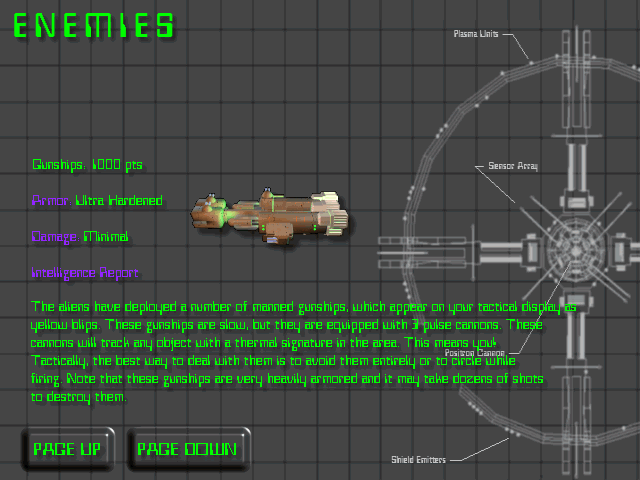 ENEMIES
Plasma Units
Sensor Array
Gunships. 1000 pts
Armor. Ultra Hardened
Damage. Minimal
Intelligence Report
The aliens have deployed a number of manned gunships, which appear on your tactical display as
yellow blips. These gunships are slow, but they are equipped with 3 pulse cannons. These
cannons will track any object with a thermal signature in the area. This means you!
Positron Cannon
Tactically, the best way to deal with them is to avoid them entirely or to circle while
firing. Note that these gunships are very heavily armored and it may take dozens of shots
to destroy them.
PAGE UP
PAGE DOWN
Shield Emitters